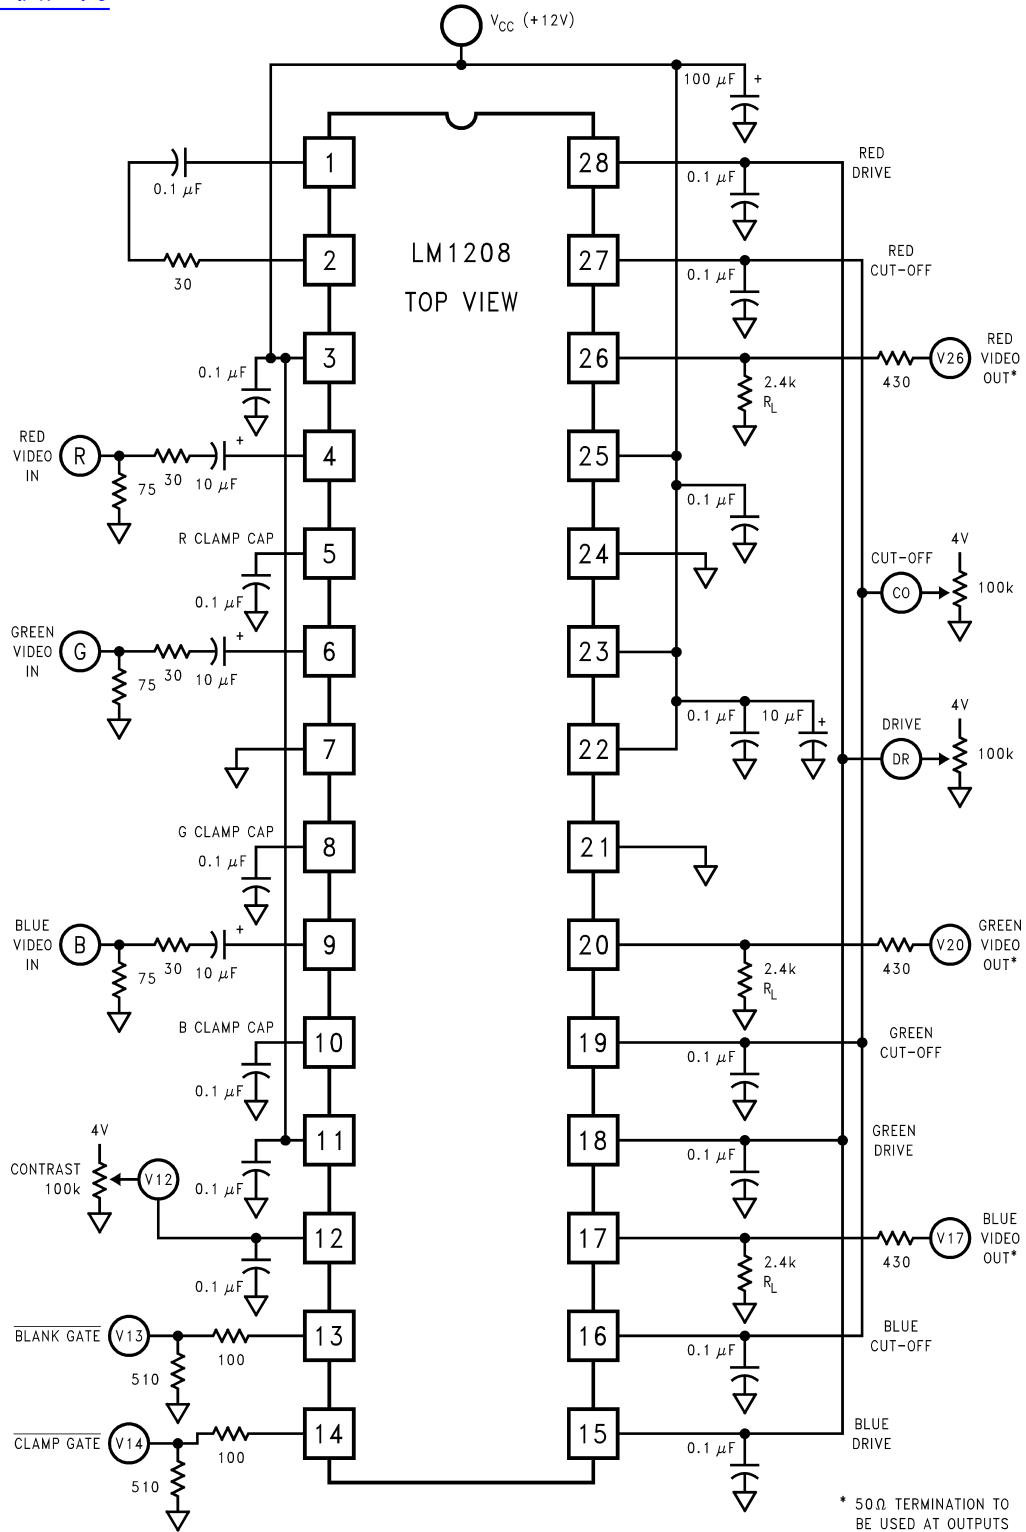 V_CC (+12V)
100 μF +
1
28
RED
DRIVE
0.1 μF
0.1 μF
LM1208
TOP VIEW
2
27
RED
CUT-OFF
30
0.1 μF
3
26
0.1 μF
2.4k
R_L
430
V26
RED
VIDEO
OUT*
RED
VIDEO
IN
R
75
30
10 μF
+
4
25
0.1 μF
R CLAMP CAP
0.1 μF
5
24
CUT-OFF
CO
4V
100k
GREEN
VIDEO
IN
G
75
30
10 μF
+
6
23
0.1 μF
10 μF
+
7
22
DRIVE
DR
4V
100k
G CLAMP CAP
0.1 μF
8
21
BLUE
VIDEO
IN
B
75
30
10 μF
+
9
20
2.4k
R_L
430
V20
GREEN
VIDEO
OUT*
B CLAMP CAP
0.1 μF
10
19
0.1 μF
GREEN
CUT-OFF
11
0.1 μF
18
0.1 μF
GREEN
DRIVE
4V
CONTRAST
100k
V12
12
0.1 μF
17
2.4k
R_L
430
V17
BLUE
VIDEO
OUT*
BLANK GATE
V13
510
100
13
16
0.1 μF
BLUE
CUT-OFF
CLAMP GATE
V14
510
100
14
15
0.1 μF
BLUE
DRIVE
* 50Ω TERMINATION TO
BE USED AT OUTPUTS